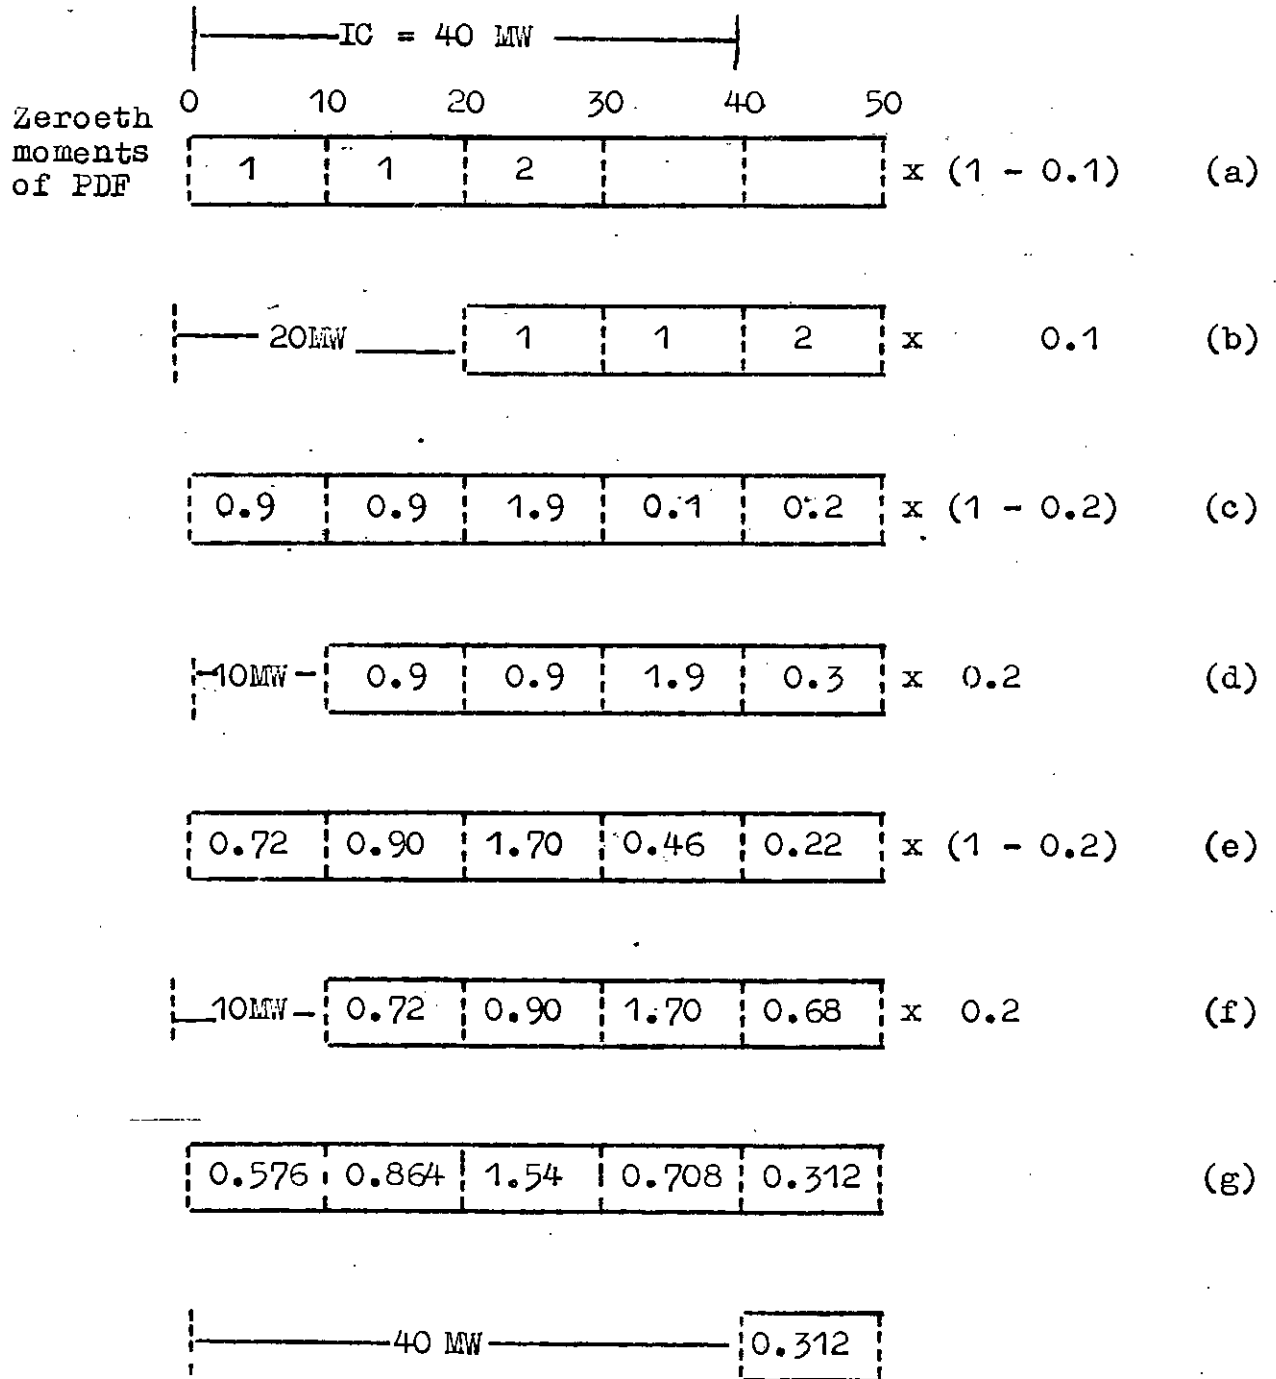 IC = 40 MW
0 10 20 30 40 50
Zeroeth
moments
of PDF
1 1 2 x (1 - 0.1) (a)
20MW 1 1 2 x 0.1 (b)
0.9 0.9 1.9 0.1 0.2 x (1 - 0.2) (c)
10MW 0.9 0.9 1.9 0.3 x 0.2 (d)
0.72 0.90 1.70 0.46 0.22 x (1 - 0.2) (e)
10MW 0.72 0.90 1.70 0.68 x 0.2 (f)
0.576 0.864 1.54 0.708 0.312 (g)
40 MW 0.312